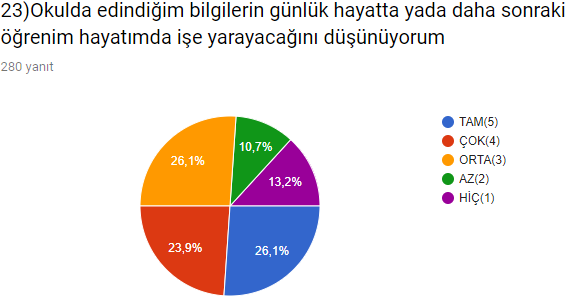 23)Okulda edindiğim bilgilerin günlük hayatta yada daha sonraki
öğrenim hayatımda işe yarayacağını düşünüyorum
280 yanıt
TAM(5)
ÇOK(4)
ORTA(3)
AZ(2)
HİÇ(1)
10,7%
26,1%
13,2%
23,9%
26,1%